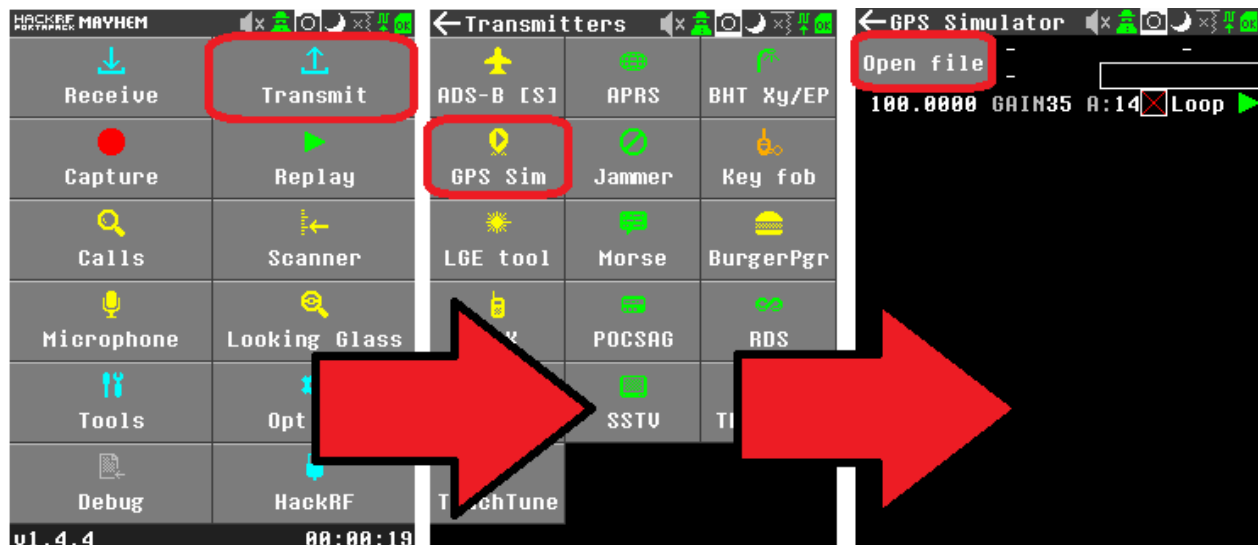 HACKRF PORTAPACK MAYHEM
Receive Transmit
Capture Replay
Calls Scanner
Microphone Looking Glass
Tools Opt
Debug HackRF
v1.4.4 00:00:19
Transmitters
ADS-B [S] APRS BHT Xy/EP
GPS Sim Jammer Key fob
LGE tool Morse BurgerPgr
POCSAG RDS
SSTV
GPS Simulator
Open file - -
-
100.0000 GAIN35 A:14 Loop